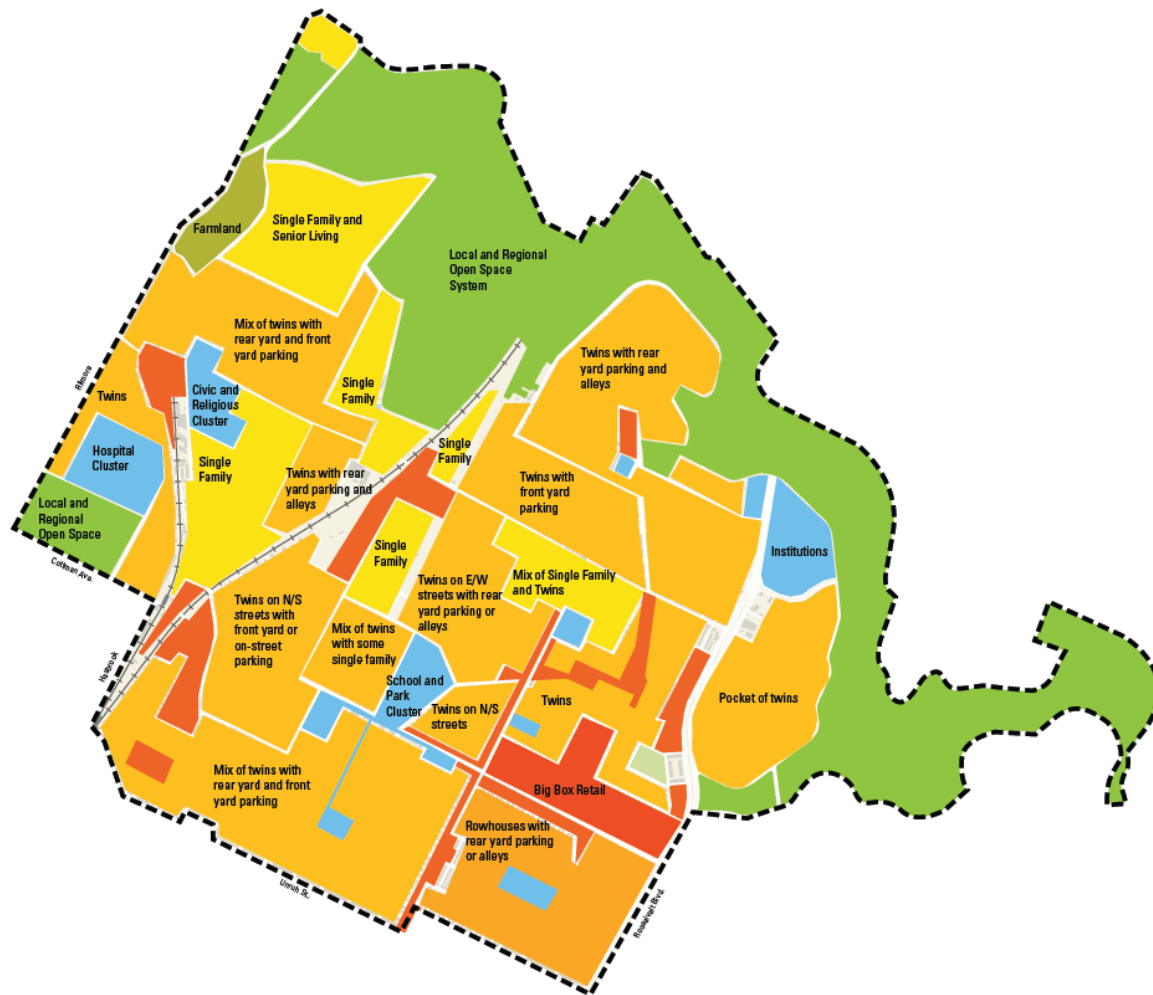 Farmland
Single Family and
Senior Living
Local and Regional
Open Space
System
Mix of twins with
rear yard and front
yard parking
Twins with rear
yard parking and
alleys
Single
Family
Twins
Civic and
Religious
Cluster
Single
Family
Hospital
Cluster
Single
Family
Twins with rear
yard parking and
alleys
Twins with
front yard
parking
Local and
Regional
Open Space
Cottman Ave.
Single
Family
Institutions
Twins on E/W
streets with rear
yard parking or
alleys
Mix of Single Family
and Twins
Twins on N/S
streets with
front yard or
on-street
parking
Mix of twins
with some
single family
Hasbrook
School and
Park
Cluster
Twins on N/S
streets
Twins
Pocket of twins
Mix of twins with
rear yard and front
yard parking
Big Box Retail
Rowhouses with
rear yard parking
or alleys
Unruh St.
Roosevelt Blvd.